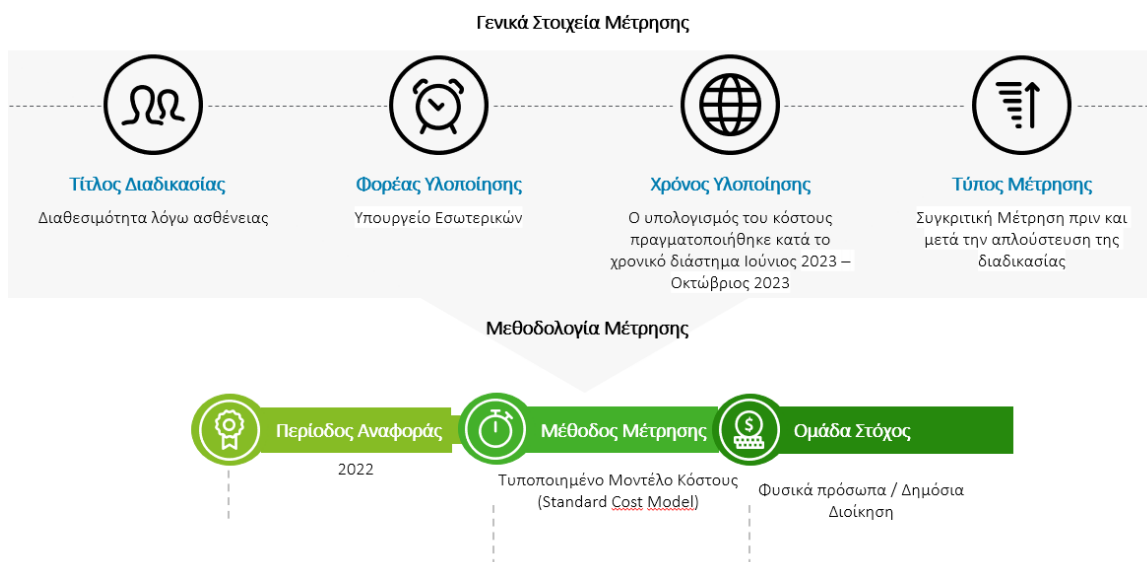 Γενικά Στοιχεία Μέτρησης
Τίτλος Διαδικασίας
Διαθεσιμότητα λόγω ασθένειας
Φορέας Υλοποίησης
Υπουργείο Εσωτερικών
Χρόνος Υλοποίησης
Ο υπολογισμός του κόστους
πραγματοποιήθηκε κατά το
χρονικό διάστημα Ιούνιος 2023 –
Οκτώβριος 2023
Τύπος Μέτρησης
Συγκριτική Μέτρηση πριν και
μετά την απλούστευση της
διαδικασίας
Μεθοδολογία Μέτρησης
Περίοδος Αναφοράς
2022
Μέθοδος Μέτρησης
Τυποποιημένο Μοντέλο Κόστους
(Standard Cost Model)
$
Ομάδα Στόχος
Φυσικά πρόσωπα / Δημόσια
Διοίκηση